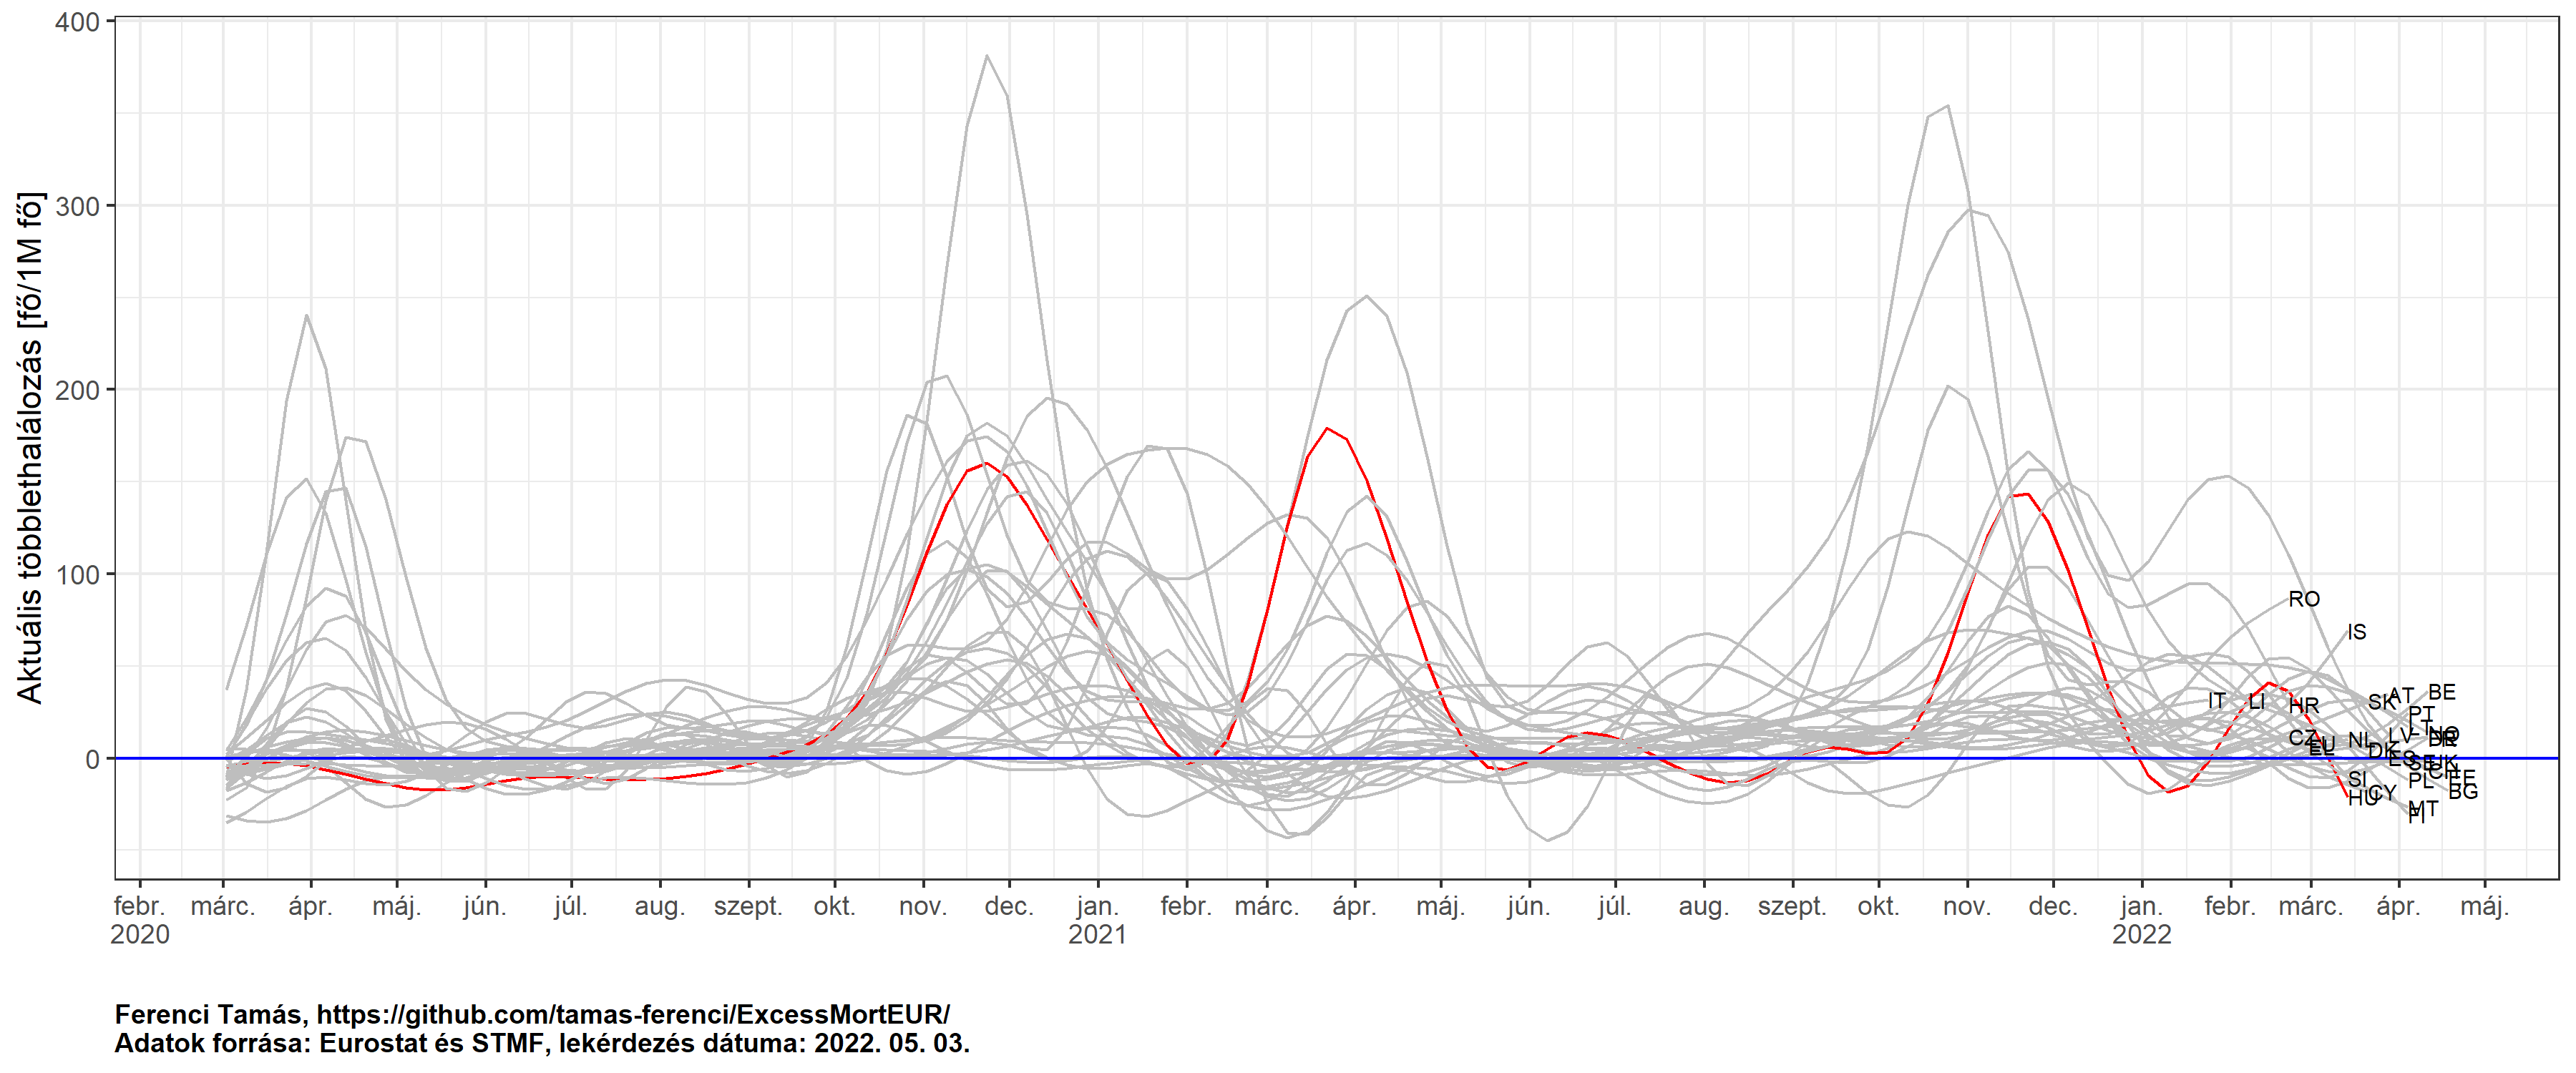 400
300
200
100
0
Aktuális többlethalálozás [fő/1M fő]
RO
IS
IT
LI
HR
SK
AT
BE
PT
LT
NO
CZ
EL
NL
LV
DK
ES
SE
UK
CH
SI
PL
EE
HU
CY
BG
MT
FI
febr. márc. ápr. máj. jún. júl. aug. szept. okt. nov. dec. jan. febr. márc. ápr. máj. jún. júl. aug. szept. okt. nov. dec. jan. febr. márc. ápr. máj.
2020 2021 2022
Ferenci Tamás, https://github.com/tamas-ferenci/ExcessMortEUR/
Adatok forrása: Eurostat és STMF, lekérdezés dátuma: 2022. 05. 03.